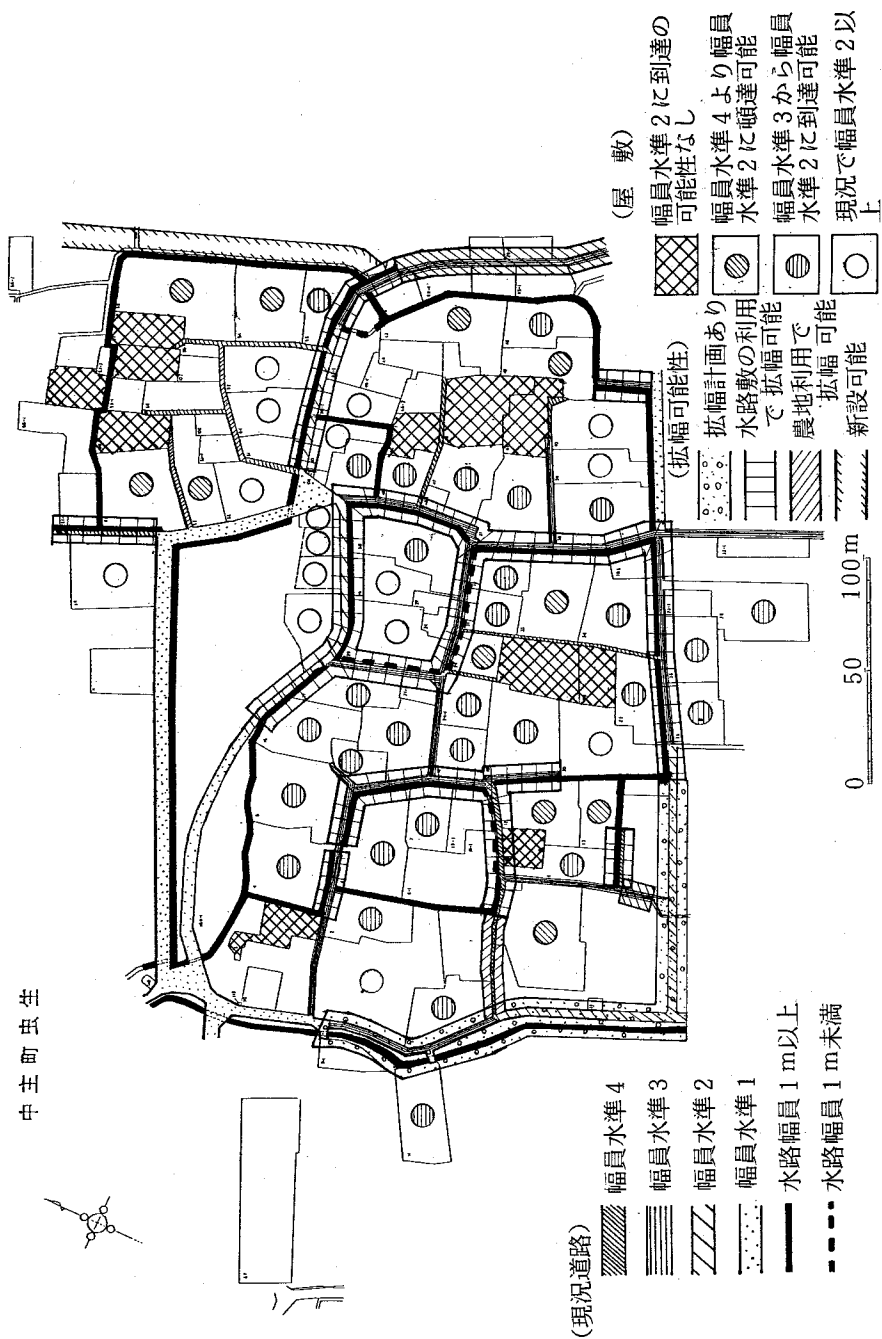 中主町虫生
(現況道路)
幅員水準4
幅員水準3
幅員水準2
幅員水準1
水路幅員1m以上
水路幅員1m未満
0 50 100m
(拡幅可能性)
拡幅計画あり
水路敷の利用
で拡幅可能
農地利用で
拡幅可能
新設可能
(屋敷)
幅員水準2に到達の
可能性なし
幅員水準4より幅員
水準2に頓達可能
幅員水準3から幅員
水準2に到達可能
現況で幅員水準2以
上